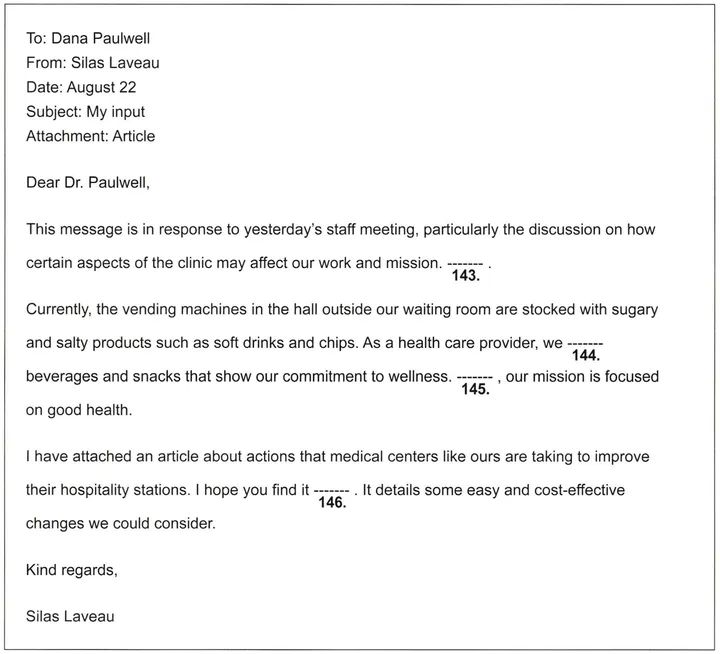 To: Dana Paulwell
From: Silas Laveau
Date: August 22
Subject: My input
Attachment: Article
Dear Dr. Paulwell,
This message is in response to yesterday's staff meeting, particularly the discussion on how
certain aspects of the clinic may affect our work and mission. ------- .
143.
Currently, the vending machines in the hall outside our waiting room are stocked with sugary
and salty products such as soft drinks and chips. As a health care provider, we -------
144.
beverages and snacks that show our commitment to wellness. ------- , our mission is focused
145.
on good health.
I have attached an article about actions that medical centers like ours are taking to improve
their hospitality stations. I hope you find it ------- . It details some easy and cost-effective
146.
changes we could consider.
Kind regards,
Silas Laveau